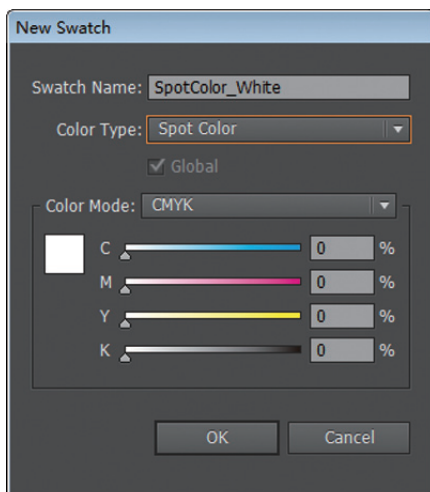 New Swatch
Swatch Name: SpotColor_White
Color Type: Spot Color
Global
Color Mode: CMYK
C 0 %
M 0 %
Y 0 %
K 0 %
OK Cancel